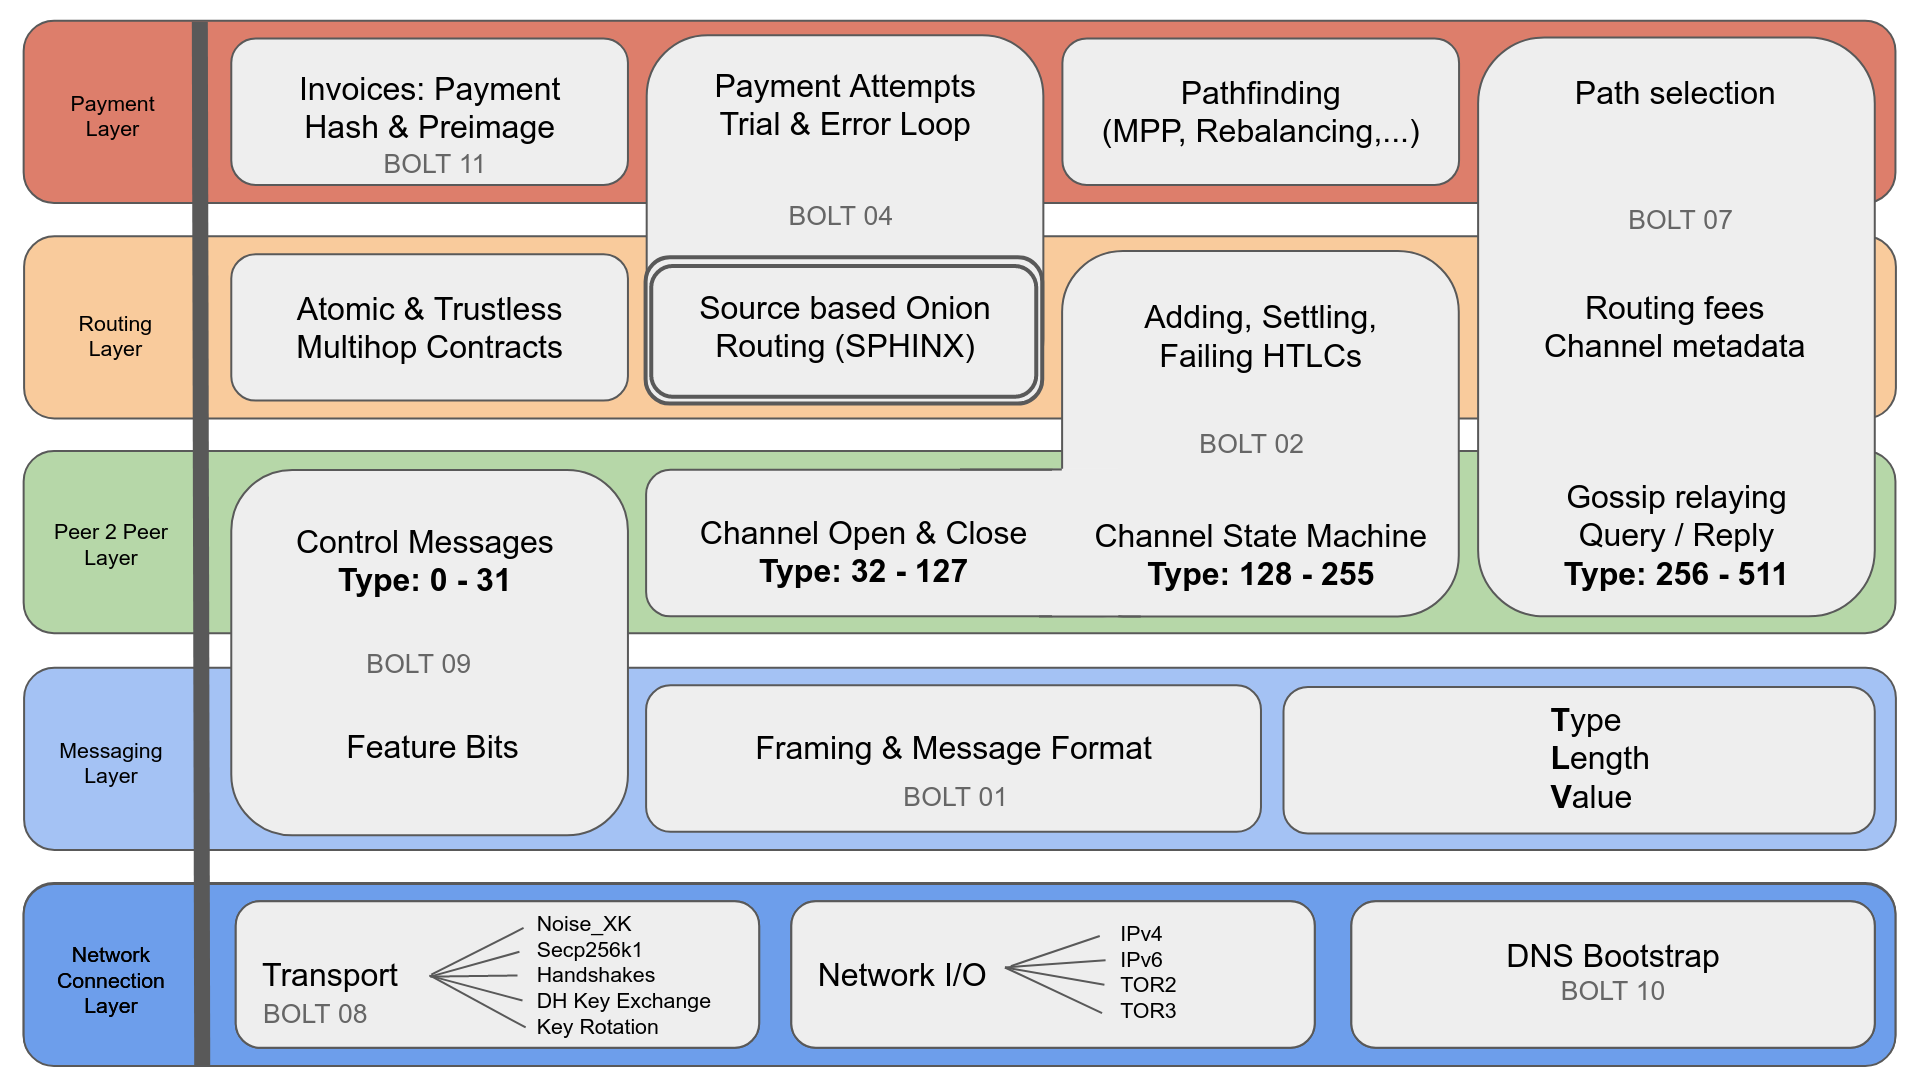 Payment
Layer
Invoices: Payment
Hash & Preimage
BOLT 11
Payment Attempts
Trial & Error Loop
BOLT 04
Pathfinding
(MPP, Rebalancing,...)
Path selection
BOLT 07
Routing
Layer
Atomic & Trustless
Multihop Contracts
Source based Onion
Routing (SPHINX)
Adding, Settling,
Failing HTLCs
BOLT 02
Routing fees
Channel metadata
Peer 2 Peer
Layer
Control Messages
Type: 0 - 31
BOLT 09
Channel Open & Close
Type: 32 - 127
Channel State Machine
Type: 128 - 255
Gossip relaying
Query / Reply
Type: 256 - 511
Messaging
Layer
Feature Bits
Framing & Message Format
BOLT 01
Type
Length
Value
Network
Connection
Layer
Transport
BOLT 08
Noise_XK
Secp256k1
Handshakes
DH Key Exchange
Key Rotation
Network I/O
IPv4
IPv6
TOR2
TOR3
DNS Bootstrap
BOLT 10